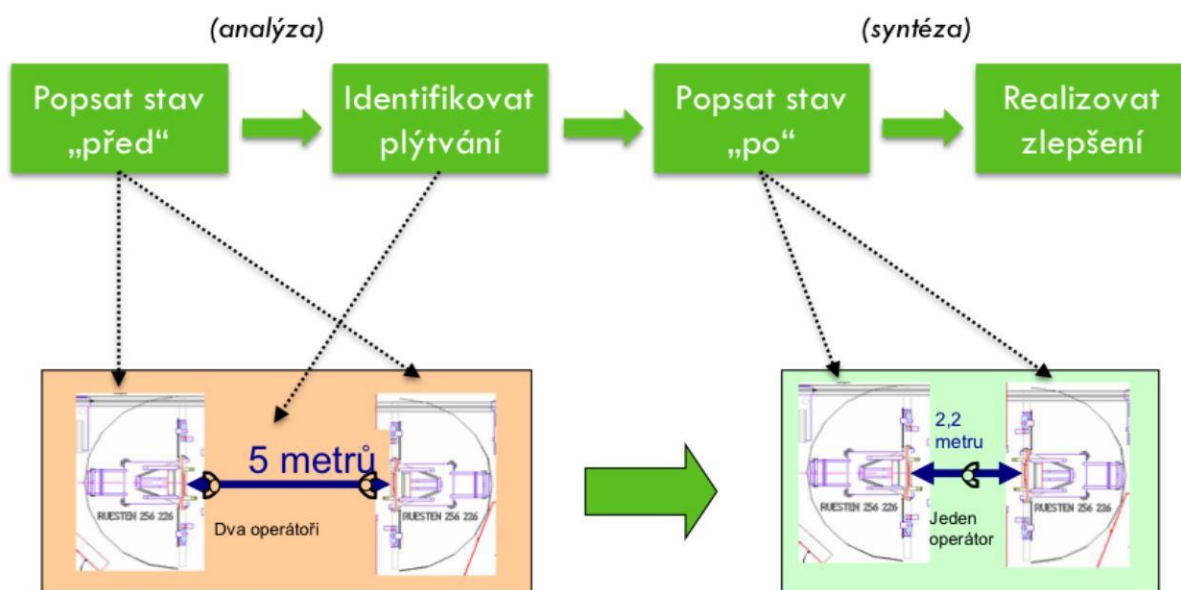 (analýza)
(syntéza)
Popsat stav
„před“
Identifikovat
plýtvání
Popsat stav
„po“
Realizovat
zlepšení
5 metrů
Dva operátoři
RUESTEN 256 226
RUESTEN 256 226
2,2
metru
Jeden
operátor
RUESTEN 256 226
RUESTEN 256 226